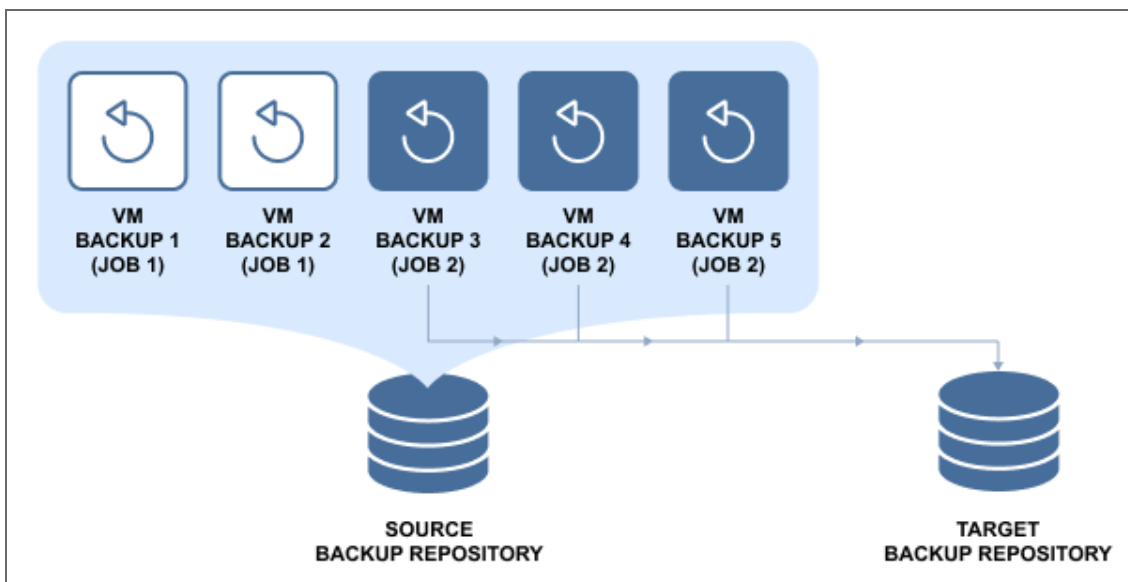 VM
BACKUP 1
(JOB 1)
VM
BACKUP 2
(JOB 1)
VM
BACKUP 3
(JOB 2)
VM
BACKUP 4
(JOB 2)
VM
BACKUP 5
(JOB 2)
SOURCE
BACKUP REPOSITORY
TARGET
BACKUP REPOSITORY